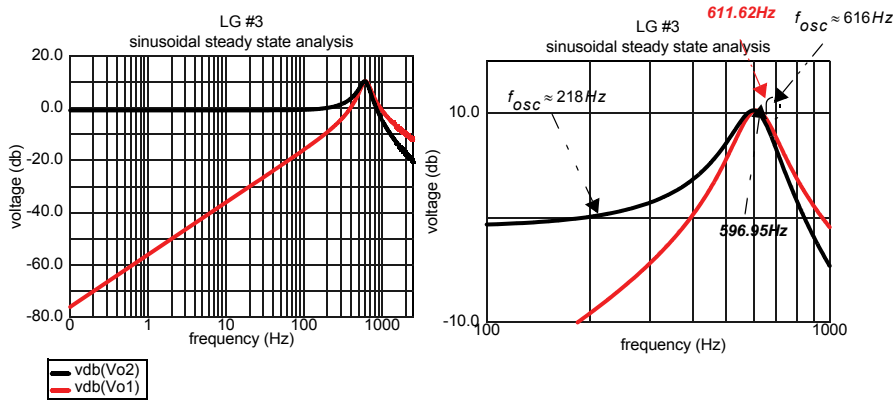 LG #3
sinusoidal steady state analysis
20.0
0.0
-20.0
-40.0
-60.0
-80.0
voltage (db)
0
1
10
100
1000
frequency (Hz)
vdb(Vo2)
vdb(Vo1)
LG #3
sinusoidal steady state analysis
611.62Hz
fosc ≈ 616Hz
fosc ≈ 218Hz
596.95Hz
10.0
-10.0
voltage (db)
100
1000
frequency (Hz)